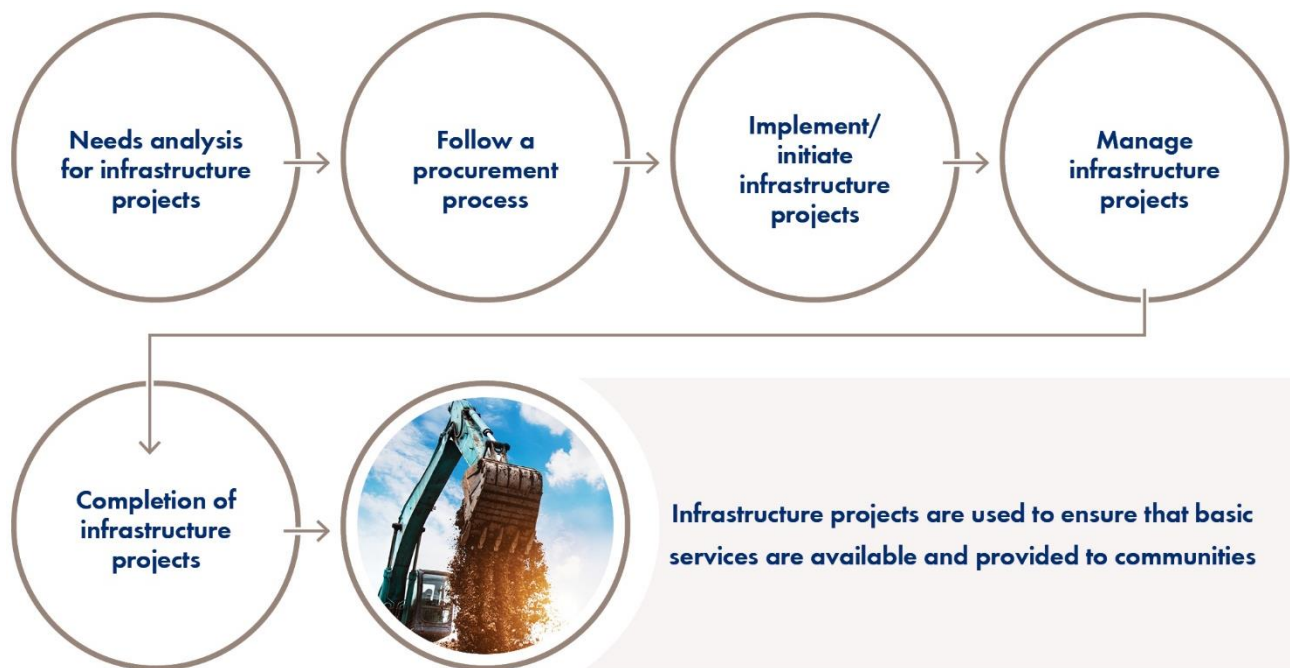 Needs analysis
for infrastructure
projects
Follow a
procurement
process
Implement/
initiate
infrastructure
projects
Manage
infrastructure
projects
Completion of
infrastructure
projects
Infrastructure projects are used to ensure that basic
services are available and provided to communities